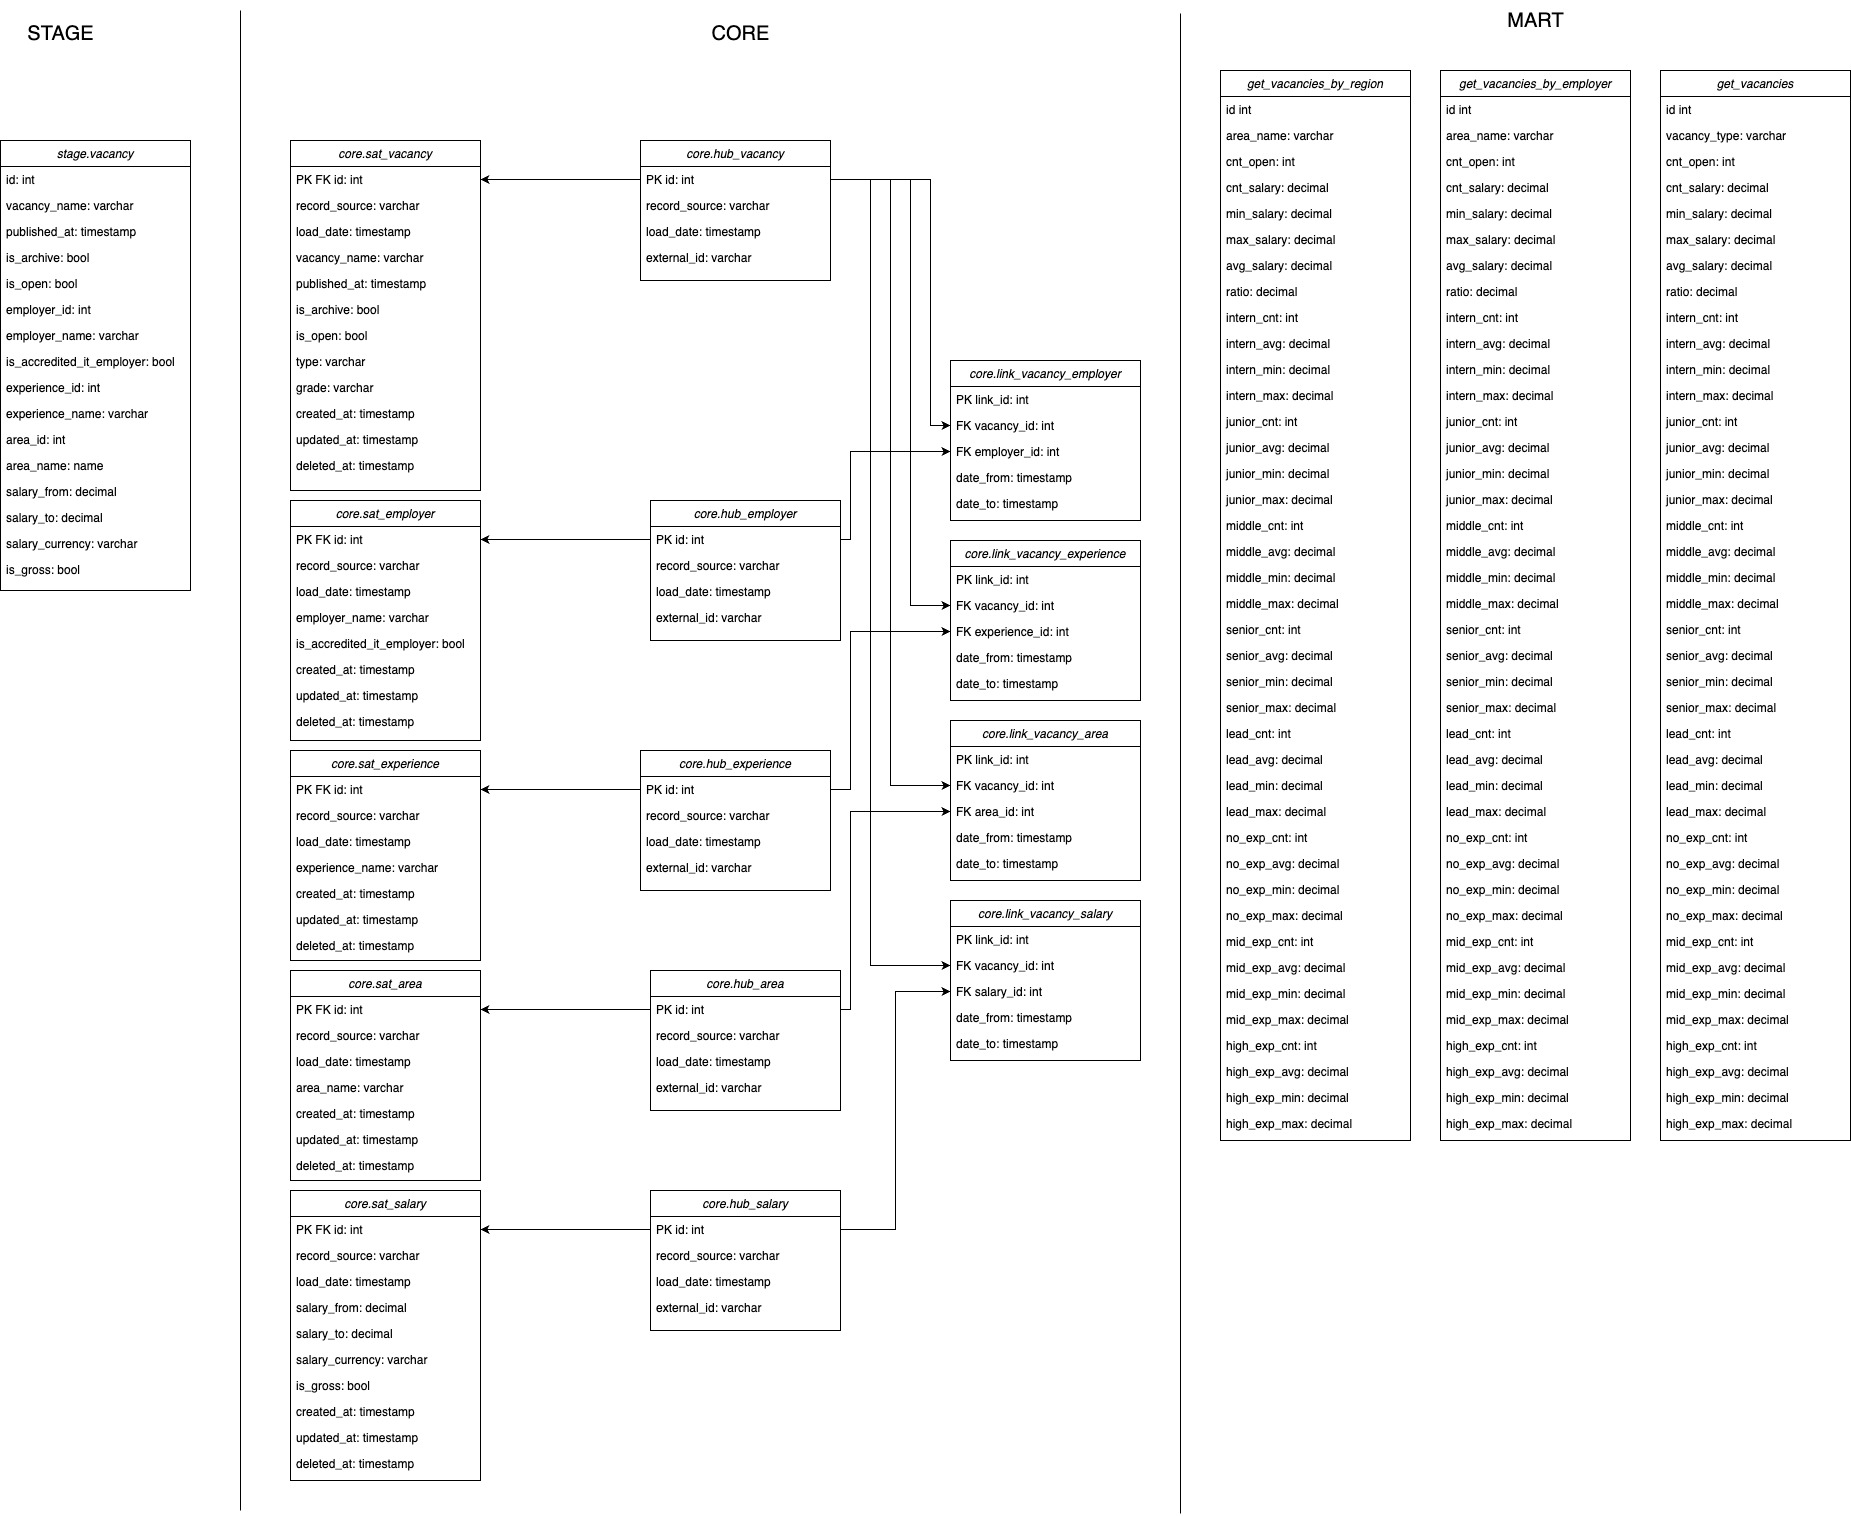 STAGE
CORE
MART
stage.vacancy
id: int
vacancy_name: varchar
published_at: timestamp
is_archive: bool
is_open: bool
employer_id: int
employer_name: varchar
is_accredited_it_employer: bool
experience_id: int
experience_name: varchar
area_id: int
area_name: name
salary_from: decimal
salary_to: decimal
salary_currency: varchar
is_gross: bool
core.sat_vacancy
PK FK id: int
record_source: varchar
load_date: timestamp
vacancy_name: varchar
published_at: timestamp
is_archive: bool
is_open: bool
type: varchar
grade: varchar
created_at: timestamp
updated_at: timestamp
deleted_at: timestamp
core.sat_employer
PK FK id: int
record_source: varchar
load_date: timestamp
employer_name: varchar
is_accredited_it_employer: bool
created_at: timestamp
updated_at: timestamp
deleted_at: timestamp
core.sat_experience
PK FK id: int
record_source: varchar
load_date: timestamp
experience_name: varchar
created_at: timestamp
updated_at: timestamp
deleted_at: timestamp
core.sat_area
PK FK id: int
record_source: varchar
load_date: timestamp
area_name: varchar
created_at: timestamp
updated_at: timestamp
deleted_at: timestamp
core.sat_salary
PK FK id: int
record_source: varchar
load_date: timestamp
salary_from: decimal
salary_to: decimal
salary_currency: varchar
is_gross: bool
created_at: timestamp
updated_at: timestamp
deleted_at: timestamp
core.hub_vacancy
PK id: int
record_source: varchar
load_date: timestamp
external_id: varchar
core.hub_employer
PK id: int
record_source: varchar
load_date: timestamp
external_id: varchar
core.hub_experience
PK id: int
record_source: varchar
load_date: timestamp
external_id: varchar
core.hub_area
PK id: int
record_source: varchar
load_date: timestamp
external_id: varchar
core.hub_salary
PK id: int
record_source: varchar
load_date: timestamp
external_id: varchar
core.link_vacancy_employer
PK link_id: int
FK vacancy_id: int
FK employer_id: int
date_from: timestamp
date_to: timestamp
core.link_vacancy_experience
PK link_id: int
FK vacancy_id: int
FK experience_id: int
date_from: timestamp
date_to: timestamp
core.link_vacancy_area
PK link_id: int
FK vacancy_id: int
FK area_id: int
date_from: timestamp
date_to: timestamp
core.link_vacancy_salary
PK link_id: int
FK vacancy_id: int
FK salary_id: int
date_from: timestamp
date_to: timestamp
get_vacancies_by_region
id int
area_name: varchar
cnt_open: int
cnt_salary: decimal
min_salary: decimal
max_salary: decimal
avg_salary: decimal
ratio: decimal
intern_cnt: int
intern_avg: decimal
intern_min: decimal
intern_max: decimal
junior_cnt: int
junior_avg: decimal
junior_min: decimal
junior_max: decimal
middle_cnt: int
middle_avg: decimal
middle_min: decimal
middle_max: decimal
senior_cnt: int
senior_avg: decimal
senior_min: decimal
senior_max: decimal
lead_cnt: int
lead_avg: decimal
lead_min: decimal
lead_max: decimal
no_exp_cnt: int
no_exp_avg: decimal
no_exp_min: decimal
no_exp_max: decimal
mid_exp_cnt: int
mid_exp_avg: decimal
mid_exp_min: decimal
mid_exp_max: decimal
high_exp_cnt: int
high_exp_avg: decimal
high_exp_min: decimal
high_exp_max: decimal
get_vacancies_by_employer
id int
area_name: varchar
cnt_open: int
cnt_salary: decimal
min_salary: decimal
max_salary: decimal
avg_salary: decimal
ratio: decimal
intern_cnt: int
intern_avg: decimal
intern_min: decimal
intern_max: decimal
junior_cnt: int
junior_avg: decimal
junior_min: decimal
junior_max: decimal
middle_cnt: int
middle_avg: decimal
middle_min: decimal
middle_max: decimal
senior_cnt: int
senior_avg: decimal
senior_min: decimal
senior_max: decimal
lead_cnt: int
lead_avg: decimal
lead_min: decimal
lead_max: decimal
no_exp_cnt: int
no_exp_avg: decimal
no_exp_min: decimal
no_exp_max: decimal
mid_exp_cnt: int
mid_exp_avg: decimal
mid_exp_min: decimal
mid_exp_max: decimal
high_exp_cnt: int
high_exp_avg: decimal
high_exp_min: decimal
high_exp_max: decimal
get_vacancies
id int
vacancy_type: varchar
cnt_open: int
cnt_salary: decimal
min_salary: decimal
max_salary: decimal
avg_salary: decimal
ratio: decimal
intern_cnt: int
intern_avg: decimal
intern_min: decimal
intern_max: decimal
junior_cnt: int
junior_avg: decimal
junior_min: decimal
junior_max: decimal
middle_cnt: int
middle_avg: decimal
middle_min: decimal
middle_max: decimal
senior_cnt: int
senior_avg: decimal
senior_min: decimal
senior_max: decimal
lead_cnt: int
lead_avg: decimal
lead_min: decimal
lead_max: decimal
no_exp_cnt: int
no_exp_avg: decimal
no_exp_min: decimal
no_exp_max: decimal
mid_exp_cnt: int
mid_exp_avg: decimal
mid_exp_min: decimal
mid_exp_max: decimal
high_exp_cnt: int
high_exp_avg: decimal
high_exp_min: decimal
high_exp_max: decimal